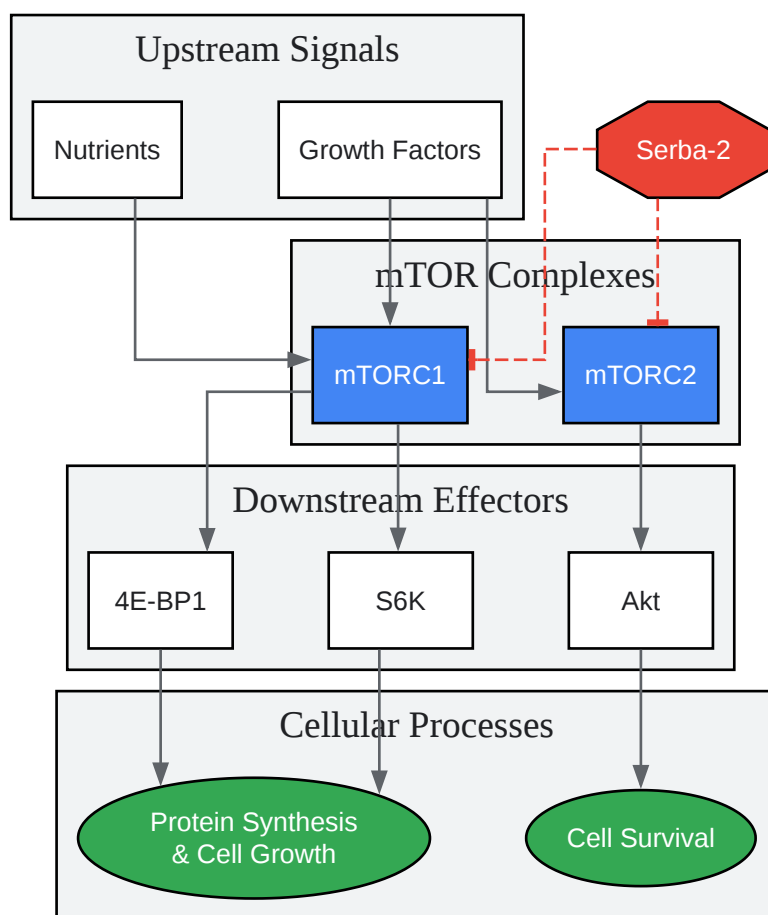 Upstream Signals
Nutrients
Growth Factors
Serba-2
mTOR Complexes
mTORC1
mTORC2
Downstream Effectors
4E-BP1
S6K
Akt
Cellular Processes
Protein Synthesis
& Cell Growth
Cell Survival